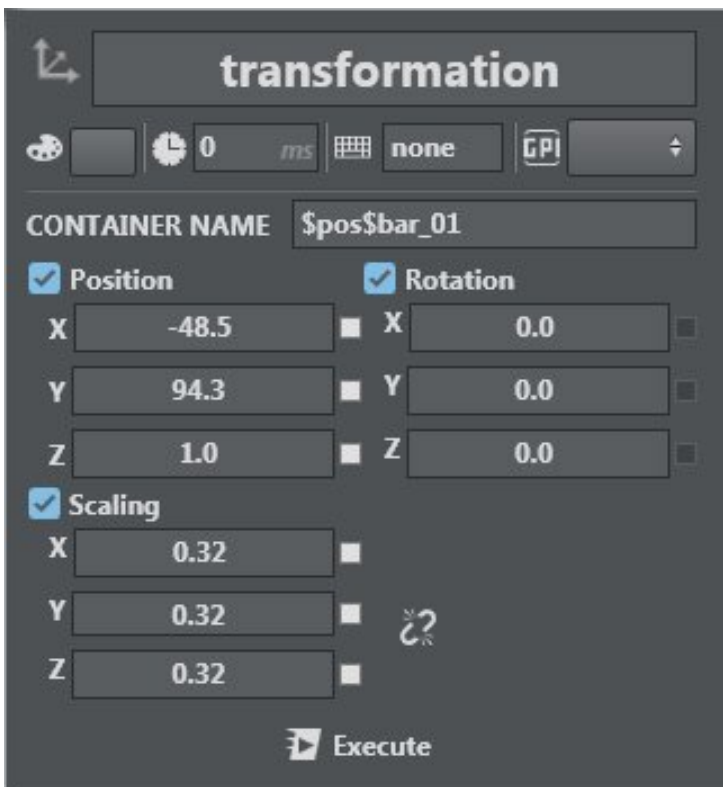 transformation
0 ms none GPI
CONTAINER NAME $pos$bar_01
Position Rotation
X -48.5 X 0.0
Y 94.3 Y 0.0
Z 1.0 Z 0.0
Scaling
X 0.32
Y 0.32
Z 0.32
Execute